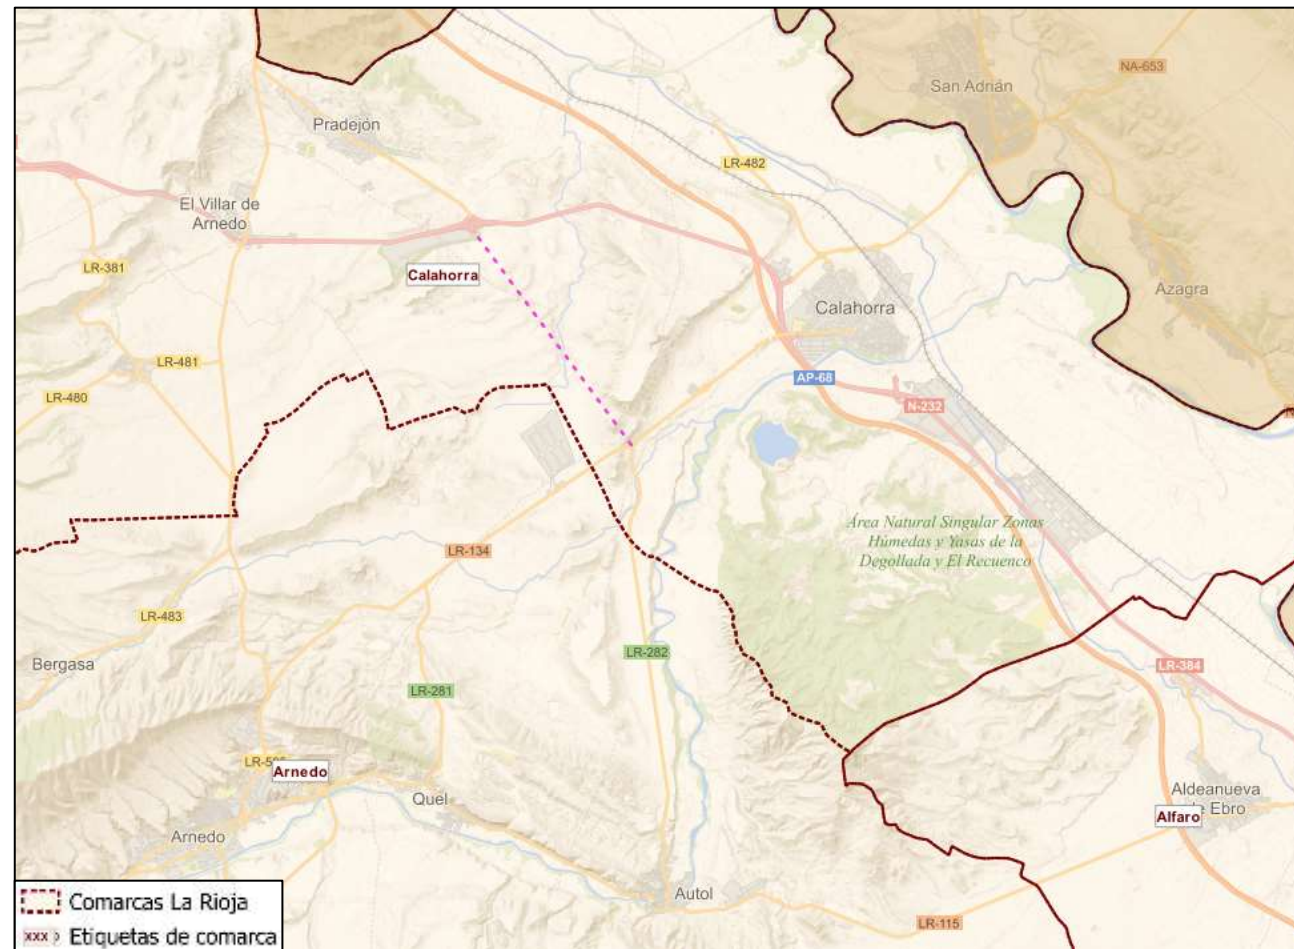 NA-653
San Adrián
Pradejón
LR-482
El Villar de
Arnedo
LR-381
Calahorra
Azagra
Calahorra
LR-481
AP-68
LR-480
N-232
Área Natural Singular Zonas
Húmedas y Yasas de la
Degollada y El Recuenco
LR-134
LR-483
LR-282
Bergasa
LR-384
LR-281
Arnedo
Aldeanueva
de Ebro
Quel
Alfaro
Arnedo
Autol
LR-115
Comarcas La Rioja
xxx
Etiquetas de comarca